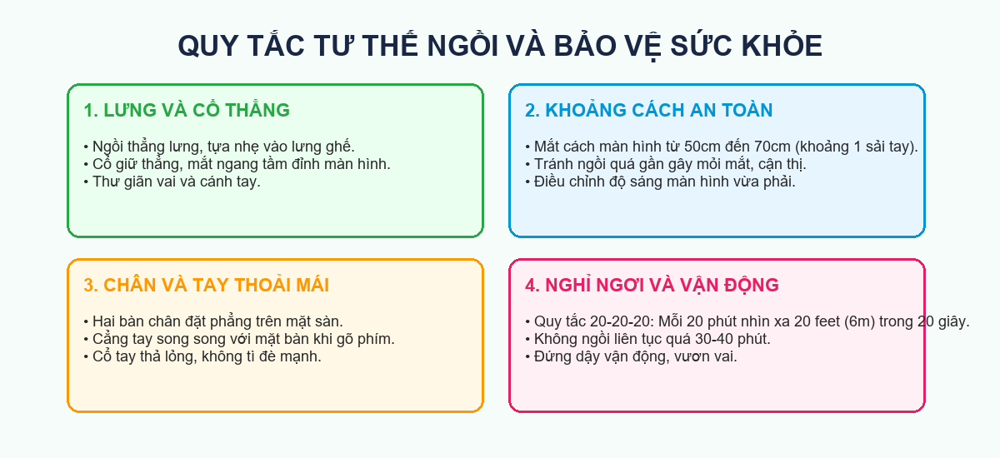 QUY TẮC TƯ THẾ NGỒI VÀ BẢO VỆ SỨC KHỎE
1. LƯNG VÀ CỔ THẲNG
• Ngồi thẳng lưng, tựa nhẹ vào lưng ghế.
• Cổ giữ thẳng, mắt ngang tầm đỉnh màn hình.
• Thư giãn vai và cánh tay.
2. KHOẢNG CÁCH AN TOÀN
• Mắt cách màn hình từ 50cm đến 70cm (khoảng 1 sải tay).
• Tránh ngồi quá gần gây mỏi mắt, cận thị.
• Điều chỉnh độ sáng màn hình vừa phải.
3. CHÂN VÀ TAY THOẢI MÁI
• Hai bàn chân đặt phẳng trên mặt sàn.
• Cẳng tay song song với mặt bàn khi gõ phím.
• Cổ tay thả lỏng, không tì đè mạnh.
4. NGHỈ NGƠI VÀ VẬN ĐỘNG
• Quy tắc 20-20-20: Mỗi 20 phút nhìn xa 20 feet (6m) trong 20 giây.
• Không ngồi liên tục quá 30-40 phút.
• Đứng dậy vận động, vươn vai.